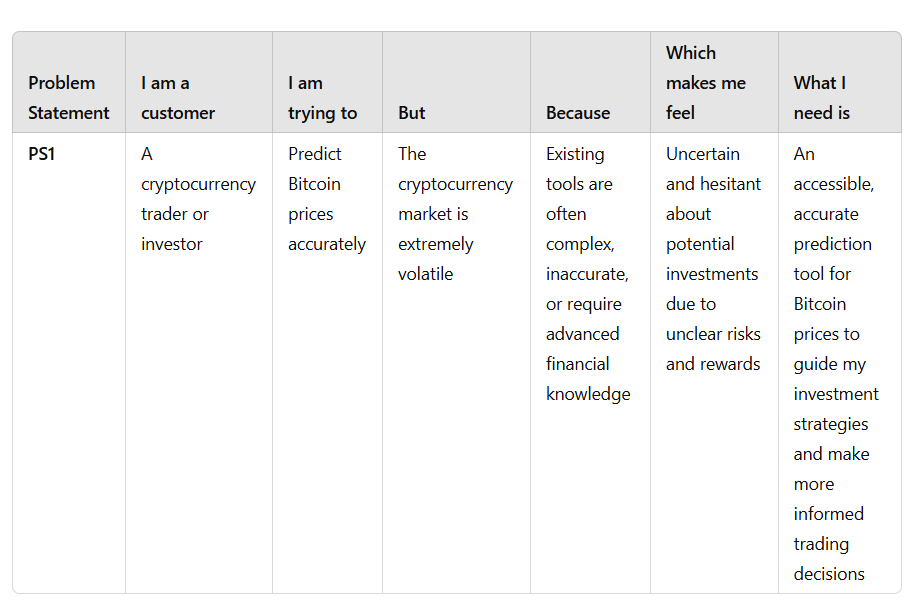 Problem Statement
I am a customer
I am trying to
But
Because
Which makes me feel
What I need is
PS1
A
cryptocurrency
trader or
investor
Predict
Bitcoin
prices
accurately
The
cryptocurrency
market is
extremely
volatile
Existing
tools are
often
complex,
inaccurate,
or require
advanced
financial
knowledge
Uncertain
and hesitant
about
potential
investments
due to
unclear risks
and rewards
An
accessible,
accurate
prediction
tool for
Bitcoin
prices to
guide my
investment
strategies
and make
more
informed
trading
decisions